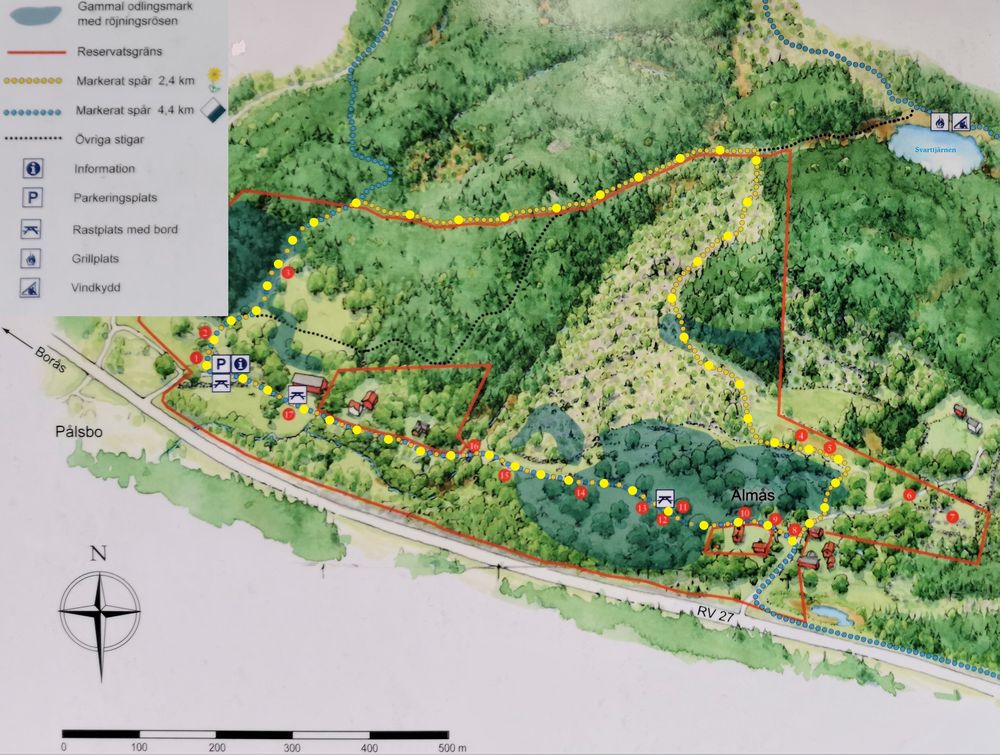 Gammal odlingsmark
med röjningsrösen
Reservatsgräns
Markerat spår 2,4 km
Markerat spår 4,4 km
Övriga stigar
i Information
P Parkeringsplats
Rastplats med bord
Grillplats
Vindkydd
Svarttjärnen
3
2
1
P i
Borås
17
Pålsbo
16
15
14
13
12
11
10
9
8
4
5
6
7
Almås
RV 27
N
0 100 200 300 400 500 m